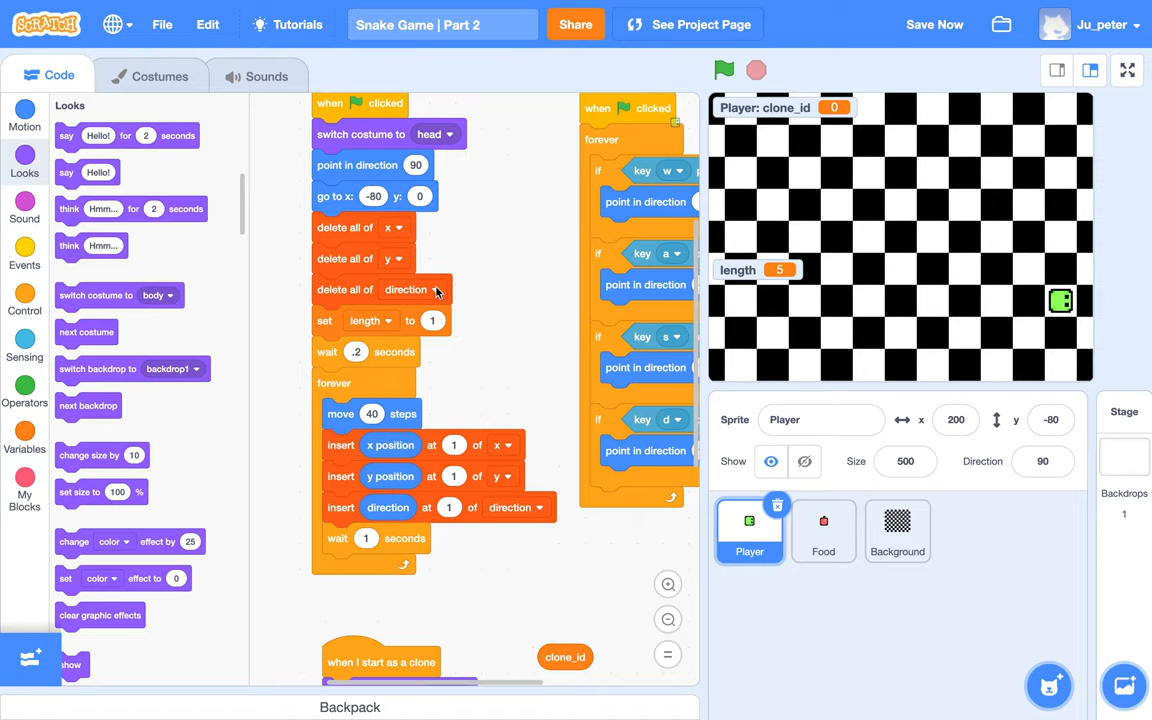 SCRATCH
File
Edit
Tutorials
Snake Game | Part 2
Share
See Project Page
Save Now
Ju_peter
Code
Costumes
Sounds
Motion
Looks
Sound
Events
Control
Sensing
Operators
Variables
My
Blocks
Looks
say Hello! for 2 seconds
say Hello!
think Hmm... for 2 seconds
think Hmm...
switch costume to body
next costume
switch backdrop to backdrop1
next backdrop
change size by 10
set size to 100 %
change color effect by 25
set color effect to 0
clear graphic effects
show
when clicked
switch costume to head
point in direction 90
go to x: -80 y: 0
delete all of x
delete all of y
delete all of direction
set length to 1
wait .2 seconds
forever
move 40 steps
insert x position at 1 of x
insert y position at 1 of y
insert direction at 1 of direction
wait 1 seconds
when I start as a clone
clone_id
when clicked
forever
if key w
point in direction
if key a
point in direction
if key s
point in direction
if key d
point in direction
Player: clone_id 0
length 5
Sprite Player x 200 y -80
Show Size 500 Direction 90
Player
Food
Background
Stage
Backdrops
1
Backpack